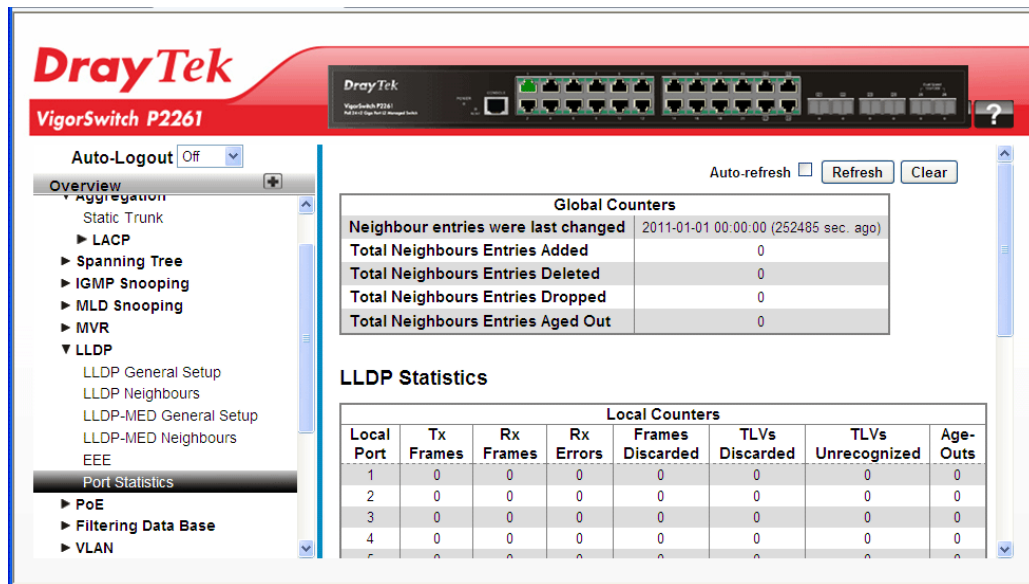 DrayTek
VigorSwitch P2261
DrayTek
VigorSwitch P2261
?
Auto-Logout Off
Overview
Aggregation
Static Trunk
LACP
Spanning Tree
IGMP Snooping
MLD Snooping
MVR
LLDP
LLDP General Setup
LLDP Neighbours
LLDP-MED General Setup
LLDP-MED Neighbours
EEE
Port Statistics
PoE
Filtering Data Base
VLAN
Auto-refresh Refresh Clear
Global Counters
Neighbour entries were last changed 2011-01-01 00:00:00 (252485 sec. ago)
Total Neighbours Entries Added 0
Total Neighbours Entries Deleted 0
Total Neighbours Entries Dropped 0
Total Neighbours Entries Aged Out 0
LLDP Statistics
Local Counters
Local Port Tx Frames Rx Frames Rx Errors Frames Discarded TLVs Discarded TLVs Unrecognized Age-Outs
1 0 0 0 0 0 0 0
2 0 0 0 0 0 0 0
3 0 0 0 0 0 0 0
4 0 0 0 0 0 0 0